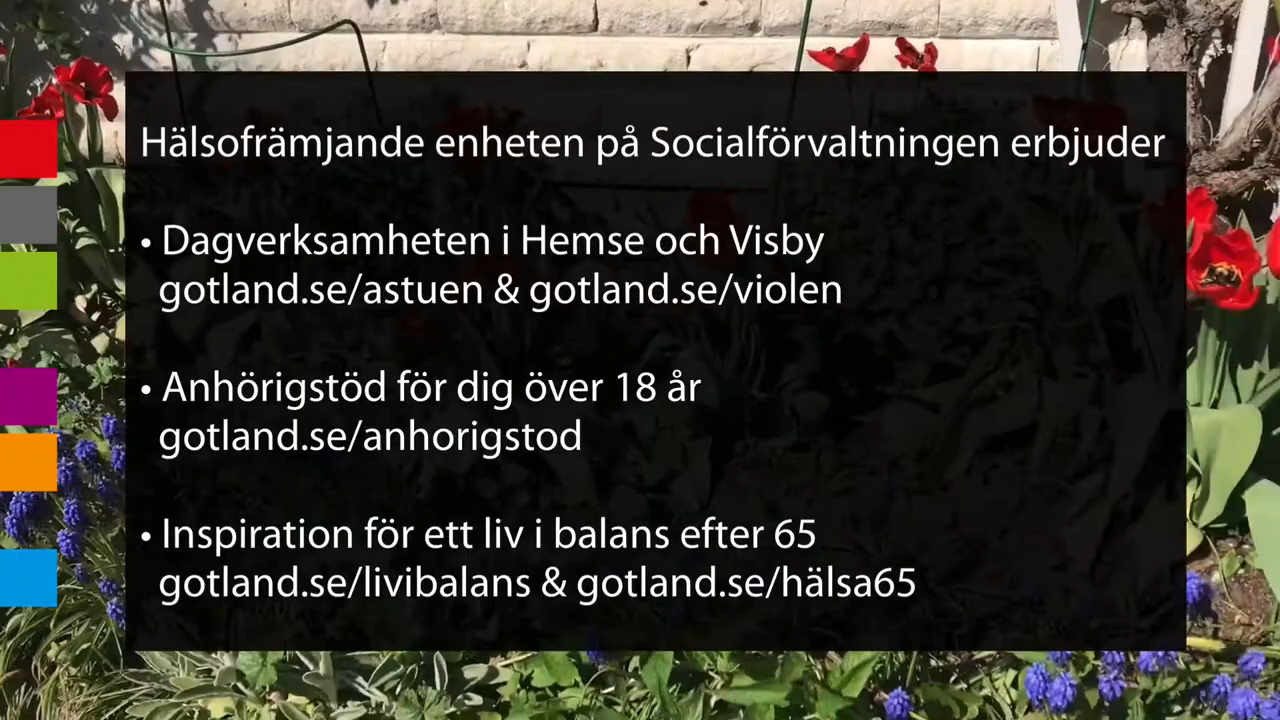 Hälsofrämjande enheten på Socialförvaltningen erbjuder
• Dagverksamheten i Hemse och Visby
gotland.se/astuen & gotland.se/violen
• Anhörigstöd för dig över 18 år
gotland.se/anhorigstod
• Inspiration för ett liv i balans efter 65
gotland.se/livibalans & gotland.se/hälsa65